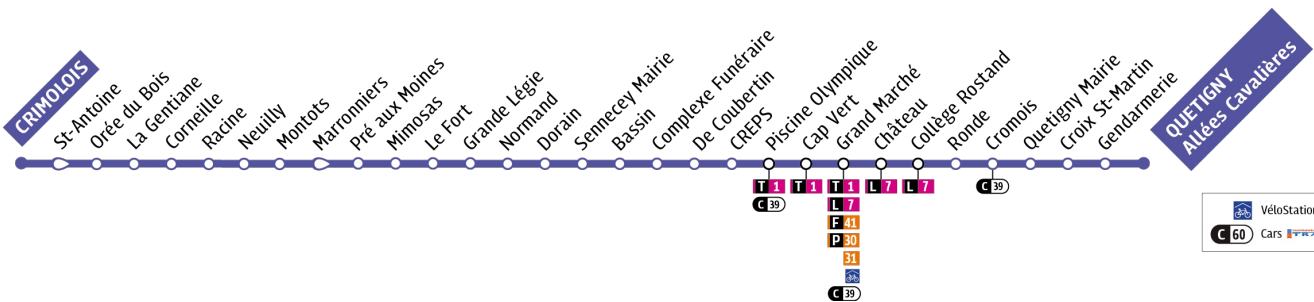 CRIMOLOIS
St-Antoine
Orée du Bois
La Gentiane
Corneille
Racine
Neuilly
Montots
Marronniers
Pré aux Moines
Mimosas
Le Fort
Grande Légie
Normand
Dorain
Sennecey Mairie
Bassin
Complexe Funéraire
De Coubertin
CREPS
Piscine Olympique
Cap Vert
Grand Marché
Château
Collège Rostand
Ronde
Cromois
Quetigny Mairie
Croix St-Martin
Gendarmerie
QUETIGNY
Allées Cavalières
T 1
C 39
T 1
T 1
L 7
F 41
P 30
31
C 39
L 7
L 7
C 39
VéloStation
C 60 Cars